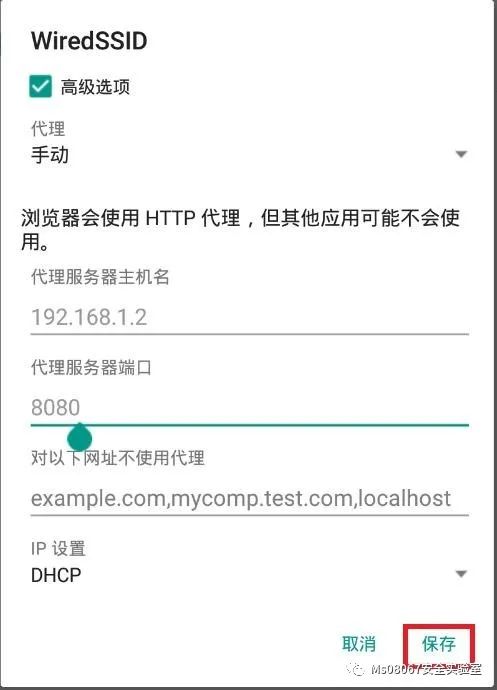 WiredSSID
高级选项
代理
手动
浏览器会使用 HTTP 代理，但其他应用可能不会使
用。
代理服务器主机名
192.168.1.2
代理服务器端口
8080
对以下网址不使用代理
example.com,mycomp.test.com,localhost
IP 设置
DHCP
取消
保存
Ms08067安全实验室